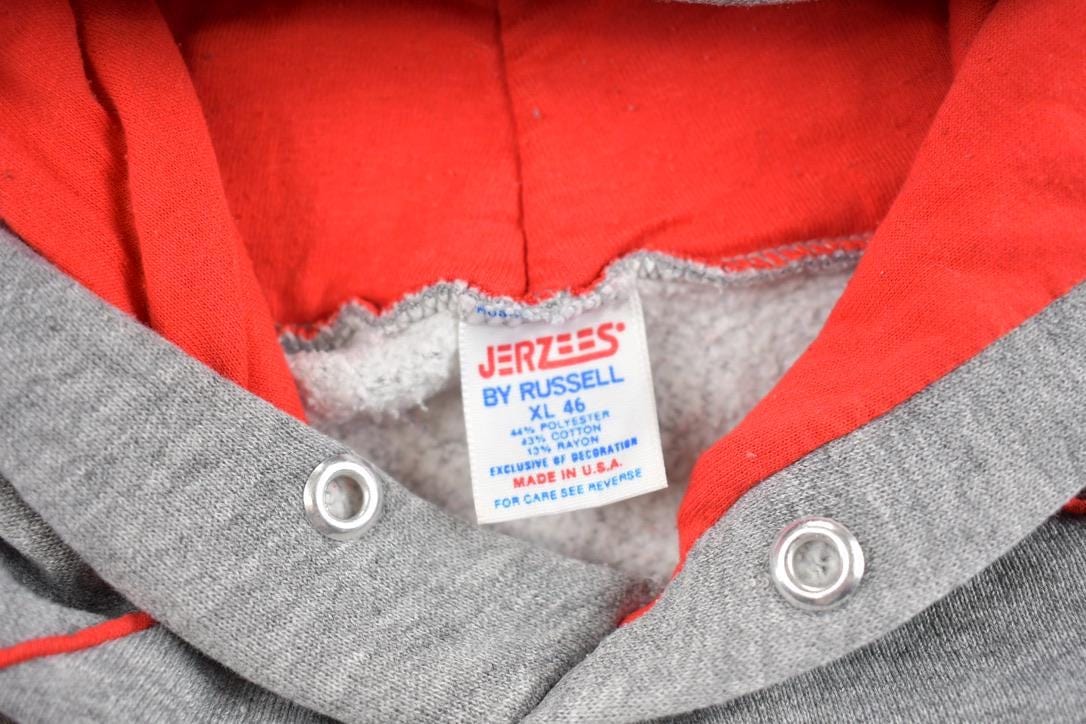 JERZEES
BY RUSSELL
XL 46
44% POLYESTER
43% COTTON
13% RAYON
EXCLUSIVE OF DECORATION
MADE IN U.S.A.
FOR CARE SEE REVERSE